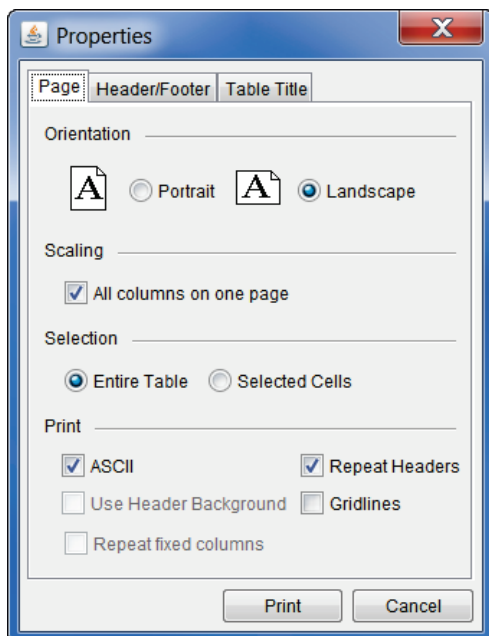 Properties
X
Page Header/Footer Table Title
Orientation
A Portrait A Landscape
Scaling
All columns on one page
Selection
Entire Table Selected Cells
Print
ASCII Repeat Headers
Use Header Background Gridlines
Repeat fixed columns
Print Cancel